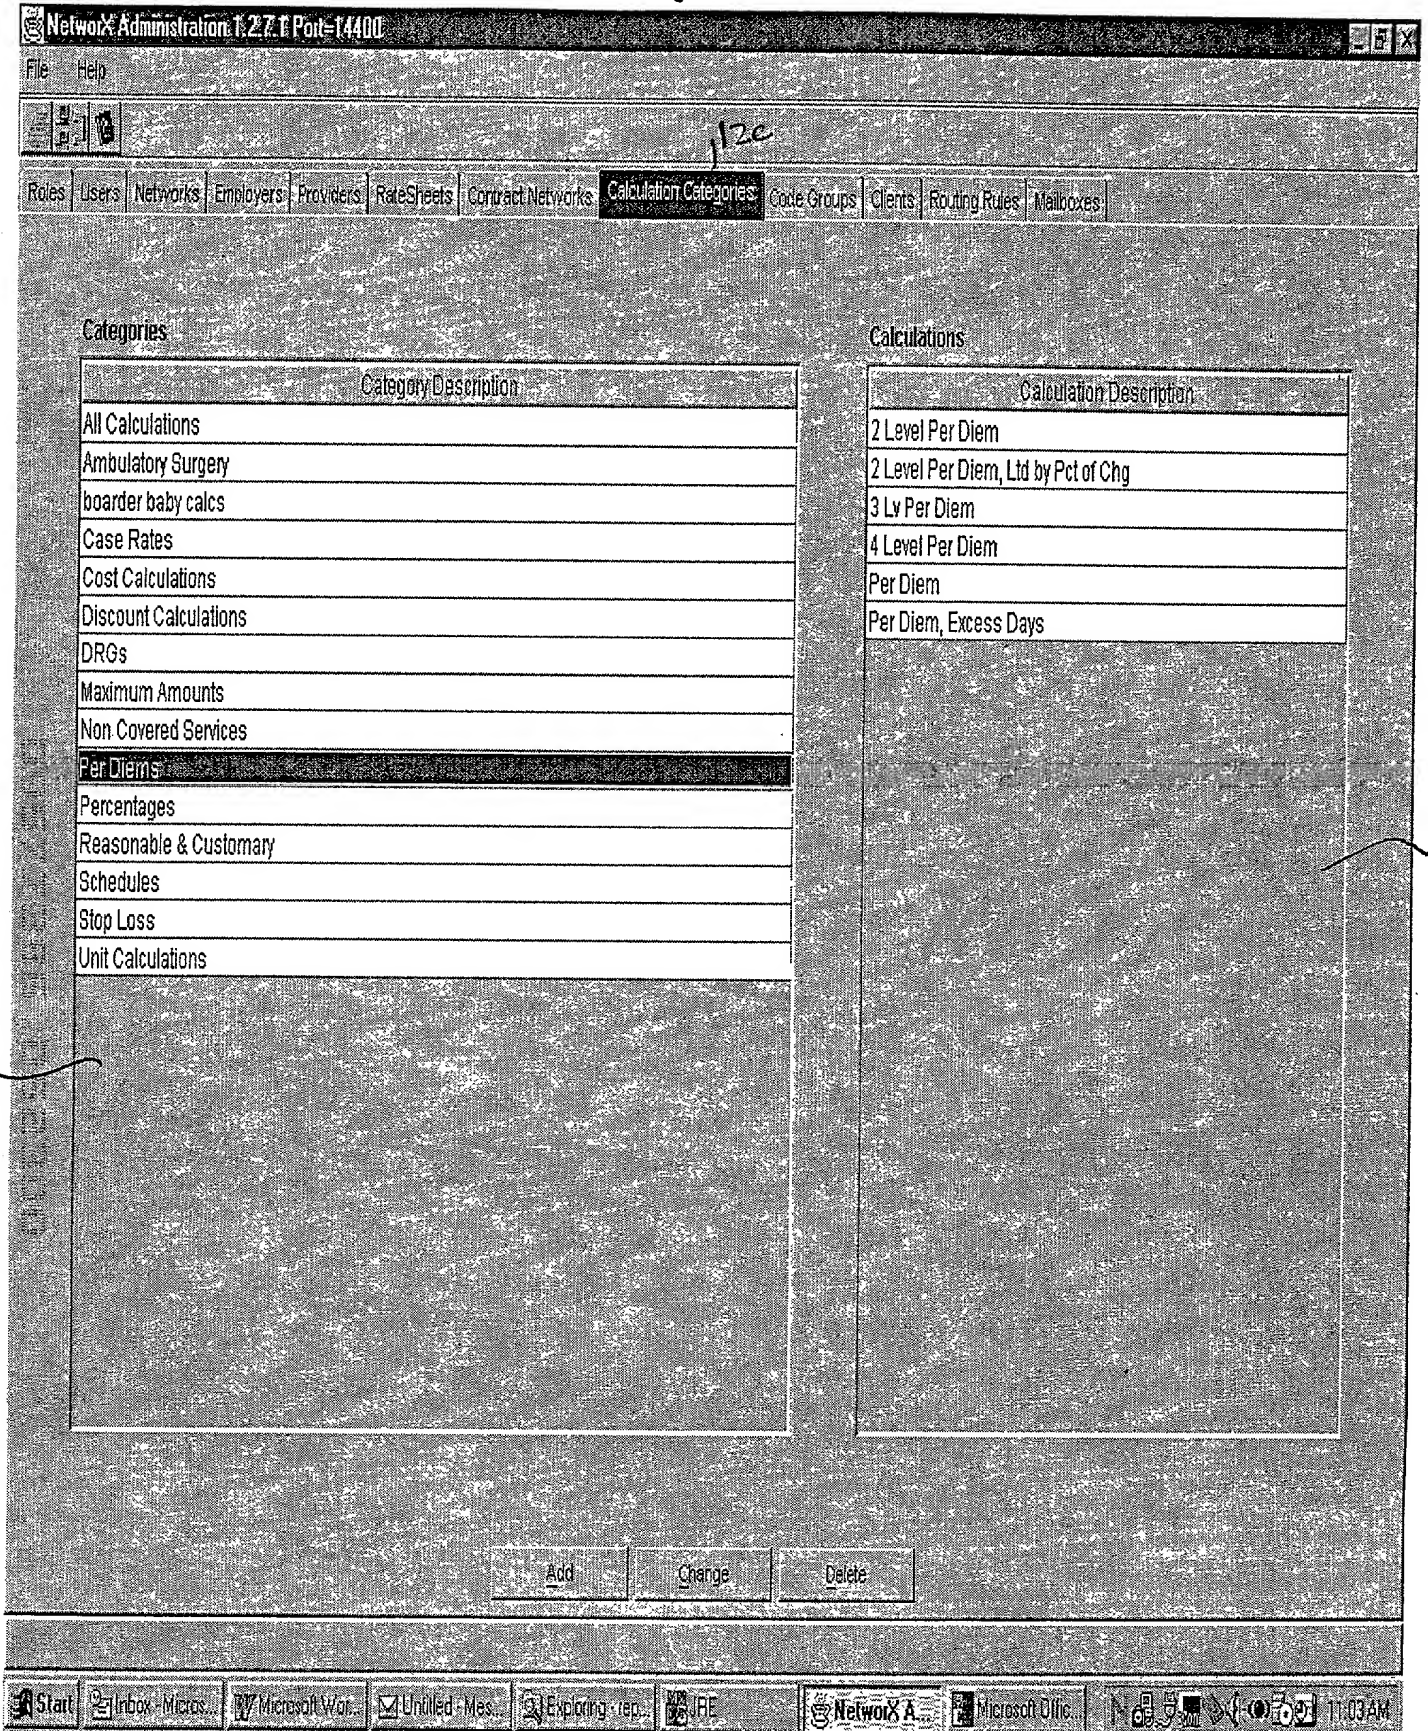 NetworX Administration 1.2.7.1 Port=14400
File Help
112c
Roles Users Networks Employers Providers RateSheets Contract Networks Calculation Categories Code Groups Clients Routing Rules Mailboxes
Categories
Category Description
All Calculations
Ambulatory Surgery
boarder baby calcs
Case Rates
Cost Calculations
Discount Calculations
DRGs
Maximum Amounts
Non Covered Services
Per Diems
Percentages
Reasonable & Customary
Schedules
Stop Loss
Unit Calculations
Calculations
Calculation Description
2 Level Per Diem
2 Level Per Diem, Ltd by Pct of Chg
3 Lv Per Diem
4 Level Per Diem
Per Diem
Per Diem, Excess Days
Add Change Delete
Start Inbox - Micros... Microsoft Wor... Untitled - Mes... Exploring - rep... JRE NetworX A... Microsoft Offic... 11:03 AM